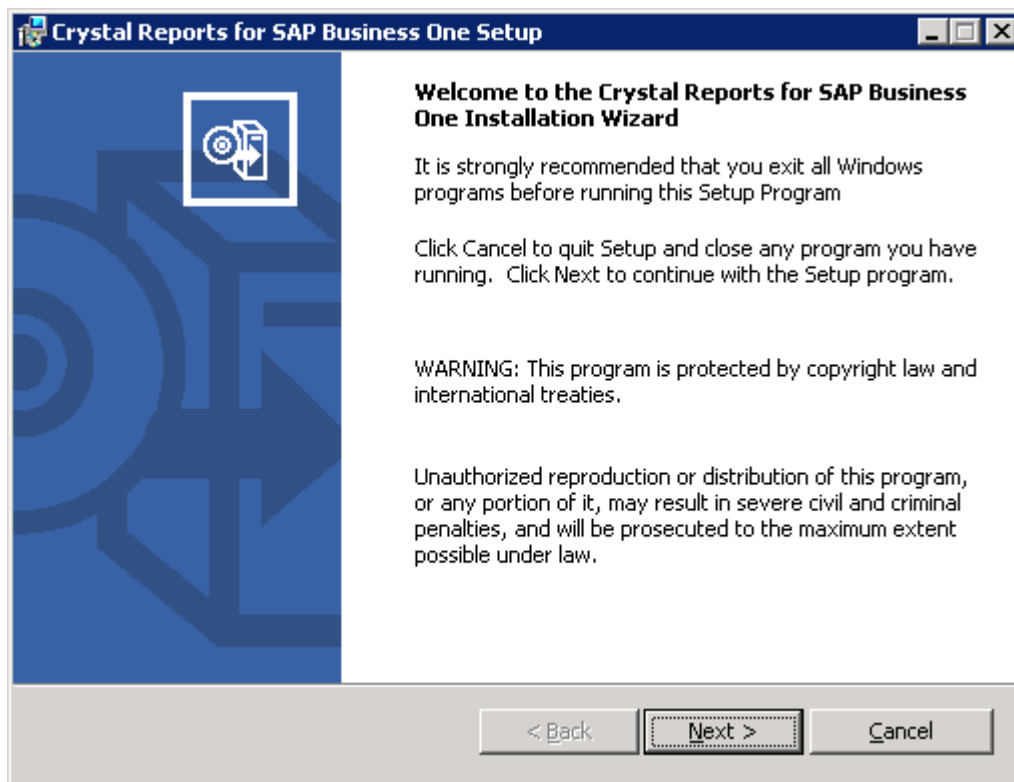 Crystal Reports for SAP Business One Setup
Welcome to the Crystal Reports for SAP Business
One Installation Wizard
It is strongly recommended that you exit all Windows
programs before running this Setup Program
Click Cancel to quit Setup and close any program you have
running.  Click Next to continue with the Setup program.
WARNING: This program is protected by copyright law and
international treaties.
Unauthorized reproduction or distribution of this program,
or any portion of it, may result in severe civil and criminal
penalties, and will be prosecuted to the maximum extent
possible under law.
< Back
Next >
Cancel